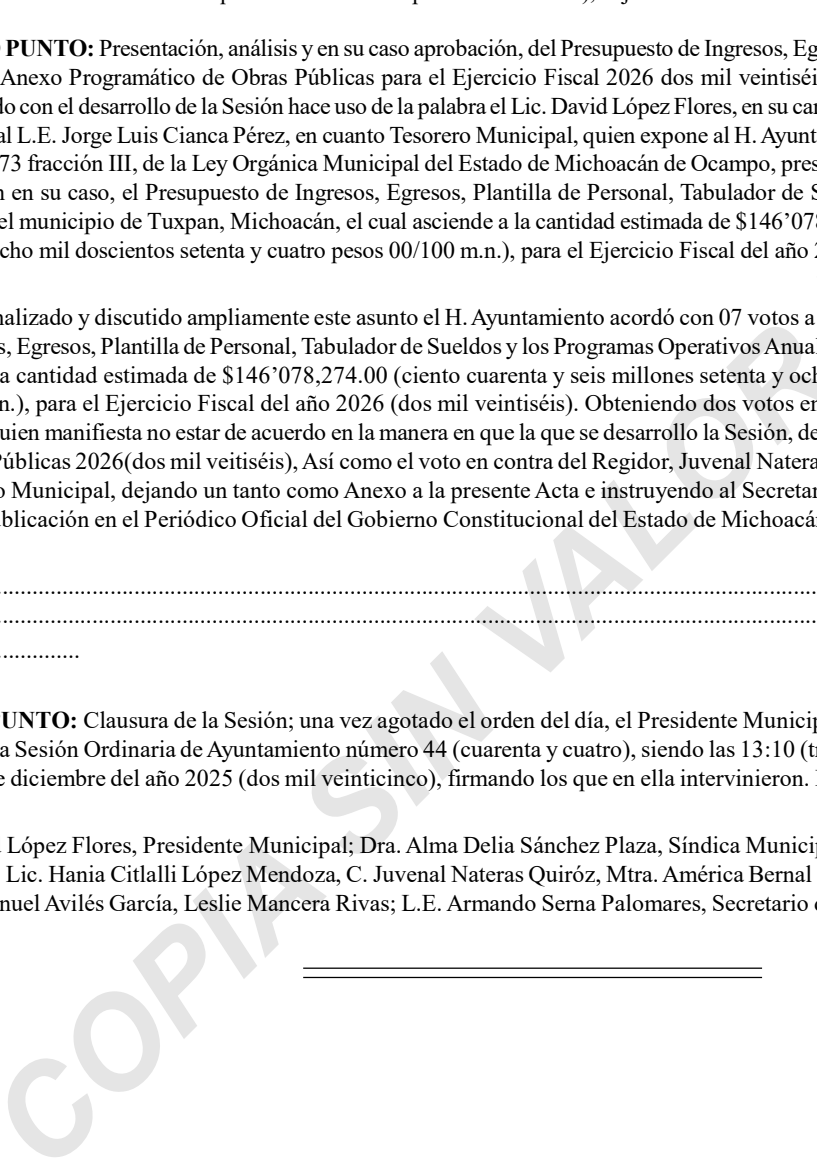 PUNTO: Presentación, análisis y en su caso aprobación, del Presupuesto de Ingresos, Eg
Anexo Programático de Obras Públicas para el Ejercicio Fiscal 2026 dos mil veintiséi
do con el desarrollo de la Sesión hace uso de la palabra el Lic. David López Flores, en su ca
al L.E. Jorge Luis Cianca Pérez, en cuanto Tesorero Municipal, quien expone al H. Ayunt
73 fracción III, de la Ley Orgánica Municipal del Estado de Michoacán de Ocampo, pres
n en su caso, el Presupuesto de Ingresos, Egresos, Plantilla de Personal, Tabulador de S
el municipio de Tuxpan, Michoacán, el cual asciende a la cantidad estimada de $146’078
cho mil doscientos setenta y cuatro pesos 00/100 m.n.), para el Ejercicio Fiscal del año 2
nalizado y discutido ampliamente este asunto el H. Ayuntamiento acordó con 07 votos a
s, Egresos, Plantilla de Personal, Tabulador de Sueldos y los Programas Operativos Anual
a cantidad estimada de $146’078,274.00 (ciento cuarenta y seis millones setenta y och
n.), para el Ejercicio Fiscal del año 2026 (dos mil veintiséis). Obteniendo dos votos en
uien manifiesta no estar de acuerdo en la manera en que la que se desarrollo la Sesión, de
Públicas 2026(dos mil veitiséis), Así como el voto en contra del Regidor, Juvenal Natera
o Municipal, dejando un tanto como Anexo a la presente Acta e instruyendo al Secretar
ublicación en el Periódico Oficial del Gobierno Constitucional del Estado de Michoacá
..........................................................................................................................................................
..........................................................................................................................................................
...............
PUNTO: Clausura de la Sesión; una vez agotado el orden del día, el Presidente Municip
a Sesión Ordinaria de Ayuntamiento número 44 (cuarenta y cuatro), siendo las 13:10 (tr
e diciembre del año 2025 (dos mil veinticinco), firmando los que en ella intervinieron.
López Flores, Presidente Municipal; Dra. Alma Delia Sánchez Plaza, Síndica Municip
Lic. Hania Citlalli López Mendoza, C. Juvenal Nateras Quiróz, Mtra. América Bernal
nuel Avilés García, Leslie Mancera Rivas; L.E. Armando Serna Palomares, Secretario
COPIA SIN VALOR